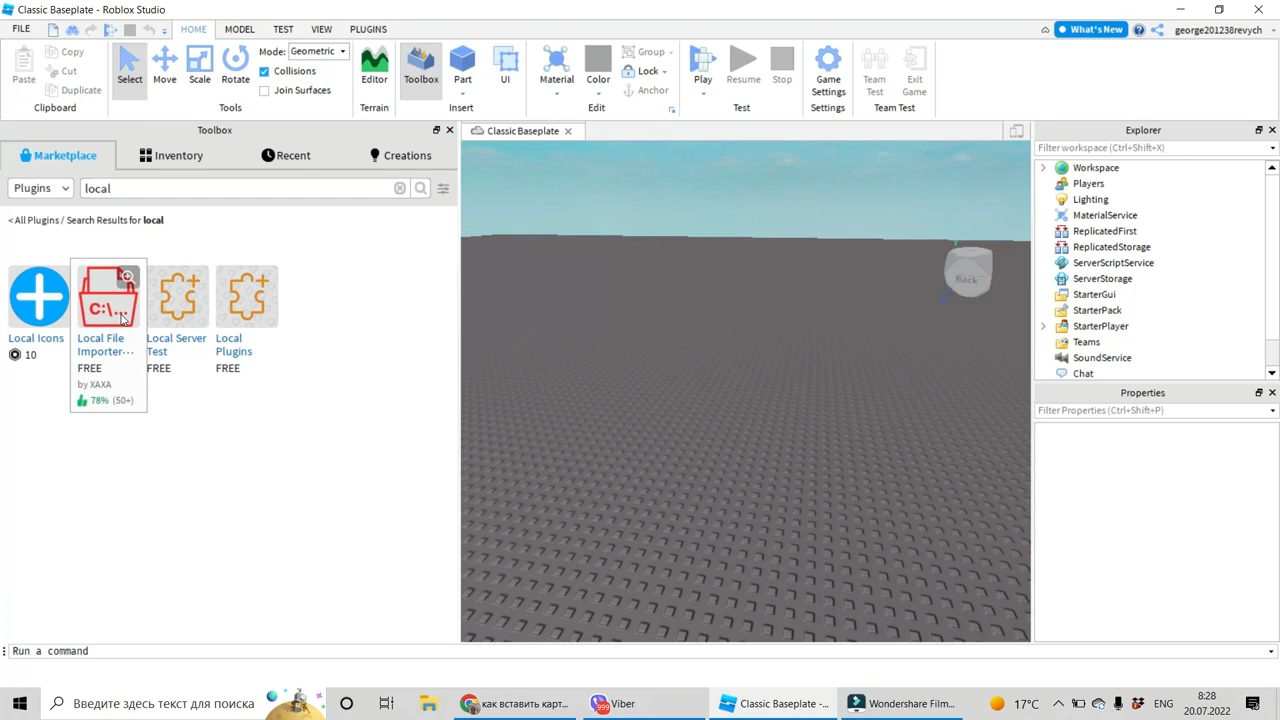 Classic Baseplate - Roblox Studio
FILE HOME MODEL TEST VIEW PLUGINS What's New george201238revych
Paste Copy Cut Duplicate Clipboard
Select Move Scale Rotate Mode: Geometric Collisions Join Surfaces Tools
Editor Terrain
Toolbox Part UI Insert
Material Color Group Lock Anchor Edit
Play Resume Stop Test
Game Settings Settings
Team Test Exit Game Team Test
Toolbox
Marketplace Inventory Recent Creations
Plugins local
< All Plugins / Search Results for local
C:\...
Local Icons
10
Local File Importer...
FREE
by XAXA
78% (50+)
Local Server Test
FREE
Local Plugins
FREE
Classic Baseplate
Back
Explorer
Filter workspace (Ctrl+Shift+X)
Workspace
Players
Lighting
MaterialService
ReplicatedFirst
ReplicatedStorage
ServerScriptService
ServerStorage
StarterGui
StarterPack
StarterPlayer
Teams
SoundService
Chat
Properties
Filter Properties (Ctrl+Shift+P)
Run a command
Введите здесь текст для поиска
как вставить карт...
999
Viber
Classic Baseplate -...
Wondershare Film...
17°C
ENG
8:28
20.07.2022